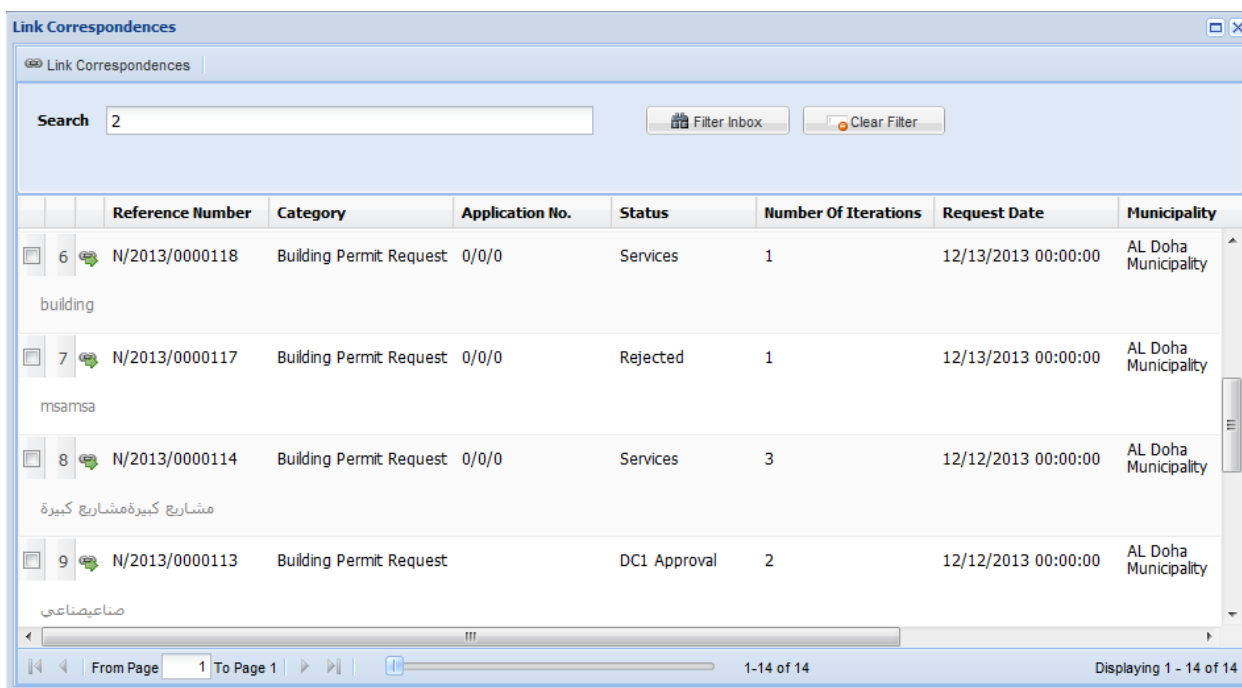 Link Correspondences
Link Correspondences
Search 2 Filter Inbox Clear Filter
Reference Number Category Application No. Status Number Of Iterations Request Date Municipality
6 N/2013/0000118 Building Permit Request 0/0/0 Services 1 12/13/2013 00:00:00 AL Doha Municipality
building
7 N/2013/0000117 Building Permit Request 0/0/0 Rejected 1 12/13/2013 00:00:00 AL Doha Municipality
msamsa
8 N/2013/0000114 Building Permit Request 0/0/0 Services 3 12/12/2013 00:00:00 AL Doha Municipality
مشاريع كبيرةمشاريع كبيرة
9 N/2013/0000113 Building Permit Request DC1 Approval 2 12/12/2013 00:00:00 AL Doha Municipality
صناعيصناعي
From Page 1 To Page 1 1-14 of 14 Displaying 1 - 14 of 14